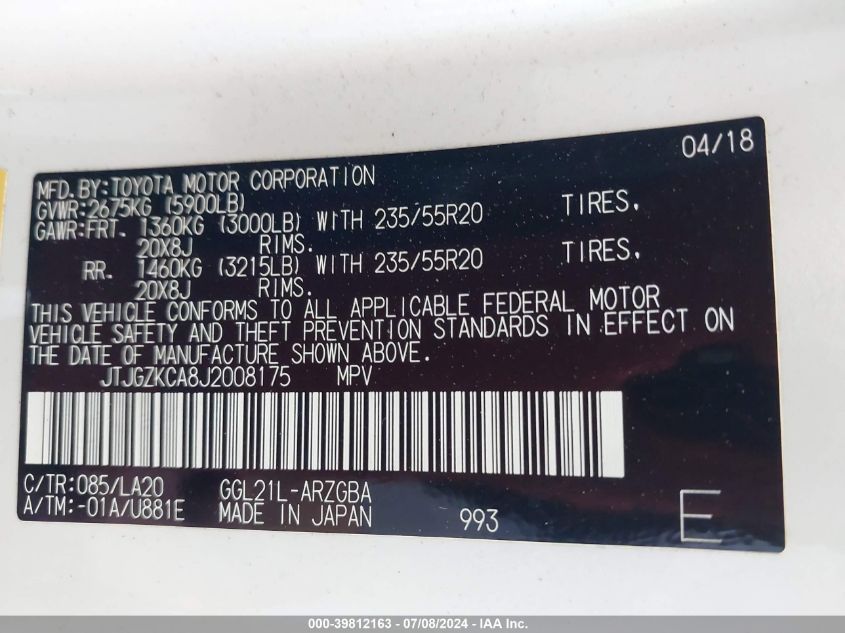 04/18
MFD.BY:TOYOTA MOTOR CORPORATION
GVWR:2675KG (5900LB)
GAWR:FRT. 1360KG (3000LB) WITH 235/55R20 TIRES,
20X8J RIMS.
RR. 1460KG (3215LB) WITH 235/55R20 TIRES,
20X8J RIMS.
THIS VEHICLE CONFORMS TO ALL APPLICABLE FEDERAL MOTOR
VEHICLE SAFETY AND THEFT PREVENTION STANDARDS IN EFFECT ON
THE DATE OF MANUFACTURE SHOWN ABOVE.
JTJGZKCA8J2008175 MPV
C/TR:085/LA20 GGL21L-ARZGBA
A/TM:-01A/U881E MADE IN JAPAN 993 E
000-39812163 - 07/08/2024 - IAA Inc.